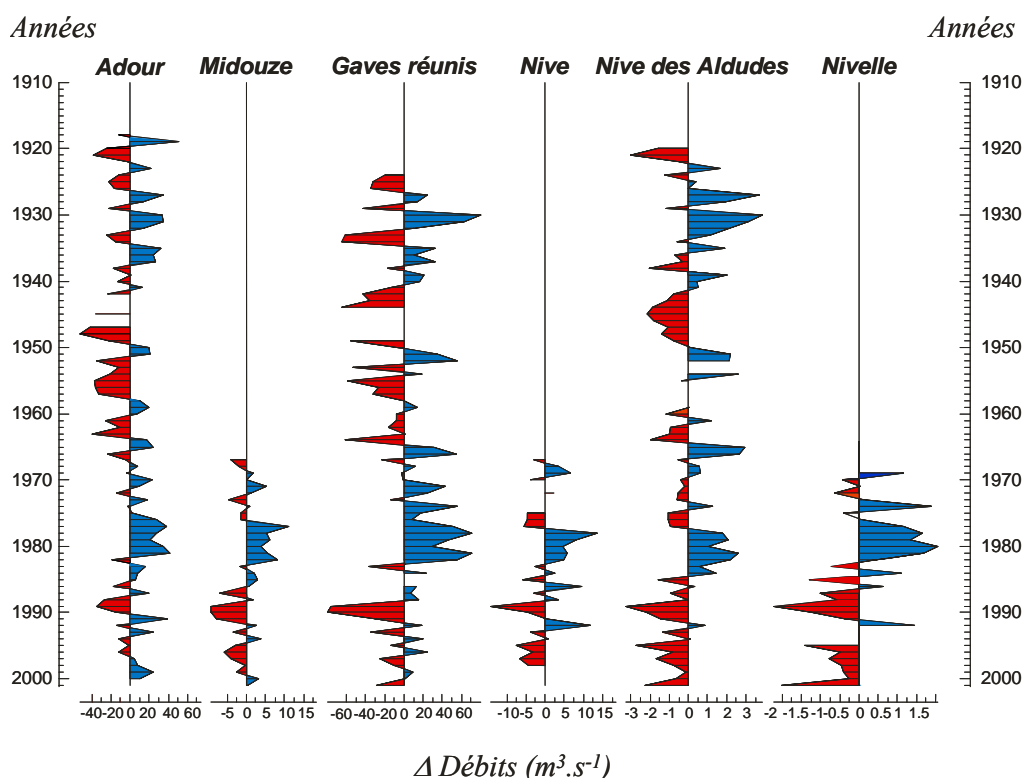 Années Années
Adour Midouze Gaves réunis Nive Nive des Aldudes Nivelle
1910 1910
1920 1920
1930 1930
1940 1940
1950 1950
1960 1960
1970 1970
1980 1980
1990 1990
2000 2000
-40 -20 0 20 40 60 -5 0 5 10 15 -60 -40 -20 0 20 40 60 -10 -5 0 5 10 15 -3 -2 -1 0 1 2 3 -2 -1.5 -1 -0.5 0 0.5 1 1.5
Δ Débits (m³.s⁻¹)